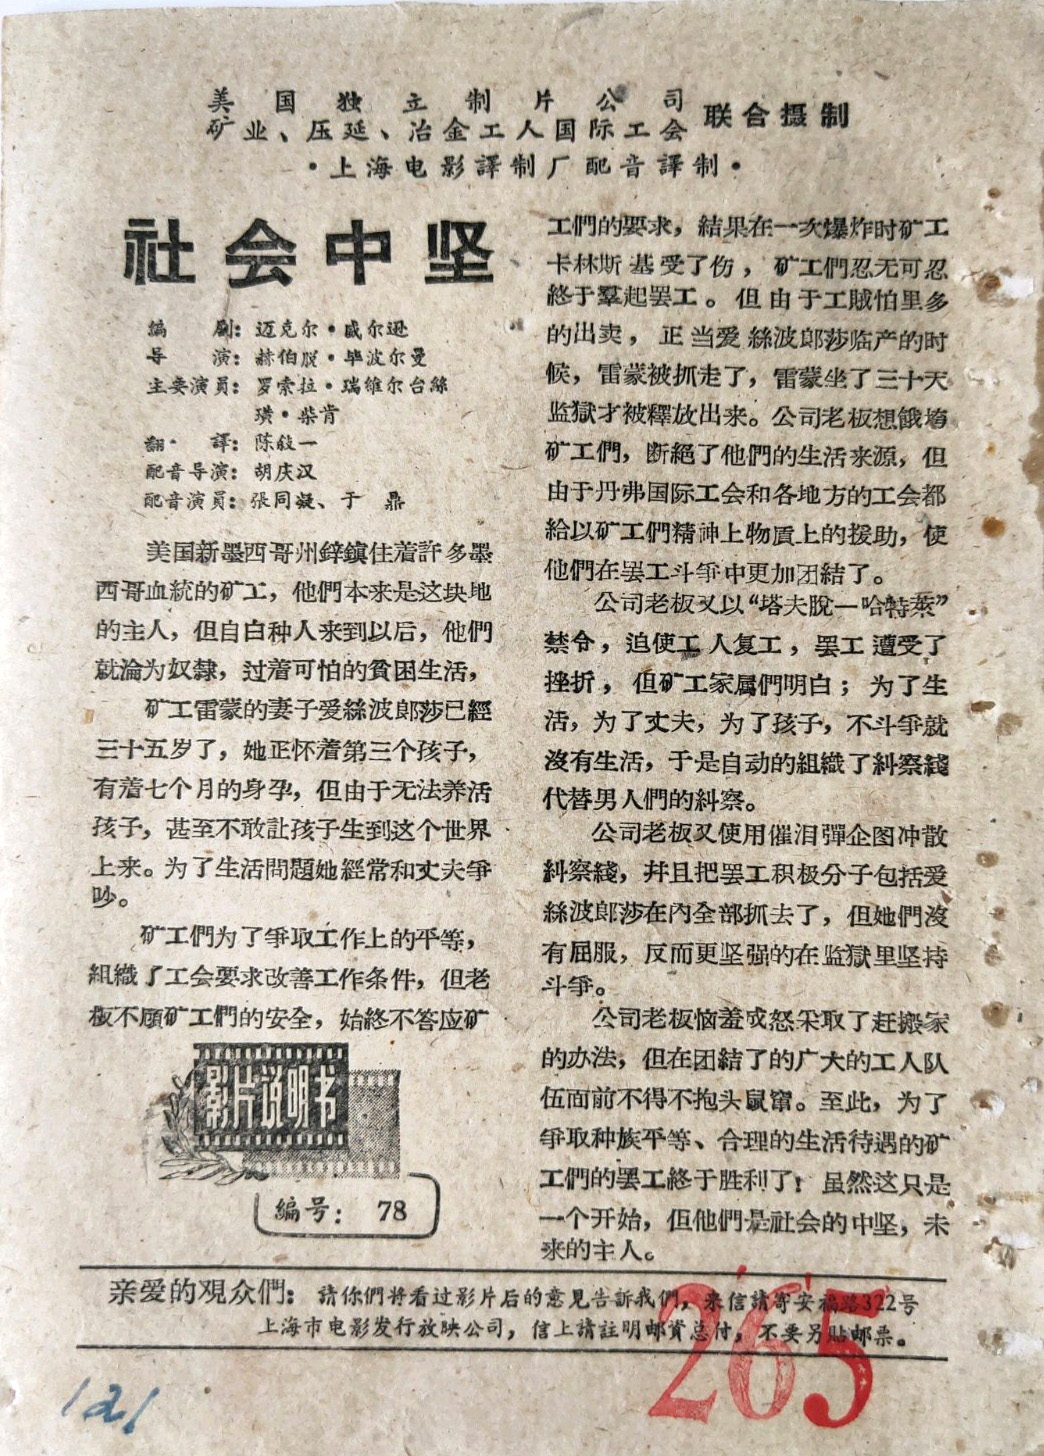 美国独立制片公司
矿业、压延、冶金工人国际工会
联合摄制
·上海电影譯制厂配音譯制·
社会中坚
編劇：迈克尔·威尔逊
导演：赫伯脫·毕波尔曼
主要演員：罗索拉·瑞維尔台絲
璜·柴肯
翻譯：陈敍一
配音导演：胡庆汉
配音演員：張同凝、于鼎
美国新墨西哥州鋅鎮住着許多墨
西哥血統的矿工，他們本来是这块地
的主人，但自白种人来到以后，他們
就淪为奴隸，过着可怕的貧困生活，
矿工雷蒙的妻子爱絲波郎莎已經
三十五岁了，她正怀着第三个孩子，
有着七个月的身孕，但由于无法养活
孩子，甚至不敢註孩子生到这个世界
上来。为了生活問題她經常和丈夫爭
吵。
矿工們为了爭取工作上的平等，
組織了工会要求改善工作条件，但老
板不顧矿工們的安全，始終不答应矿
影片说明书
編号：78
工們的要求，結果在一次爆炸时矿工
卡林斯基受了伤，矿工們忍无可忍
終于羣起罢工。但由于工賊怕里多
的出卖，正当爱絲波郎莎临产的时
候，雷蒙被抓走了，雷蒙坐了三十天
监獄才被釋放出来。公司老板想餓塲
矿工們，断絕了他們的生活来源，但
由于丹弗国际工会和各地方的工会都
給以矿工們精神上物质上的援助，使
他們在罢工斗爭中更加团結了。
公司老板又以“塔夫脫—哈特萊”
禁令，迫使工人复工，罢工遭受了
挫折，但矿工家属們明白；为了生
活，为了丈夫，为了孩子，不斗爭就
沒有生活，于是自动的組織了糾察綫
代替男人們的糾察。
公司老板又使用催泪彈企图冲散
糾察綫，幷且把罢工积极分子包括爱
絲波郎莎在內全部抓去了，但她們沒
有屈服，反而更坚强的在监獄里坚持
斗爭。
公司老板恼羞成怒采取了赶搬家
的办法，但在团結了的广大的工人队
伍面前不得不抱头鼠窜。至此，为了
爭取种族平等、合理的生活待遇的矿
工們的罢工終于胜利了！虽然这只是
一个开始，但他們是社会的中坚，未
来的主人。
亲爱的观众們：請你們将看过影片后的意見告訴我們，来信請寄安福路322号
上海市电影发行放映公司，信上請註明邮資总付，不要另貼邮票。
265
121